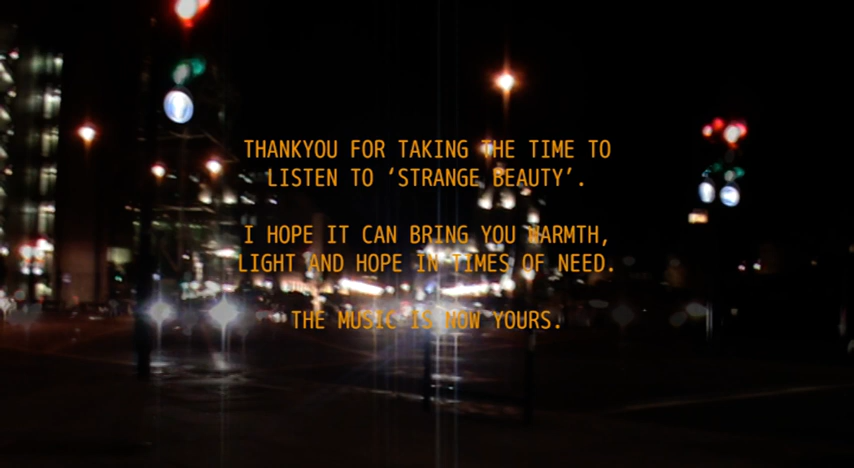 THANKYOU FOR TAKING THE TIME TO
LISTEN TO ‘STRANGE BEAUTY’.
I HOPE IT CAN BRING YOU WARMTH,
LIGHT AND HOPE IN TIMES OF NEED.
THE MUSIC IS NOW YOURS.